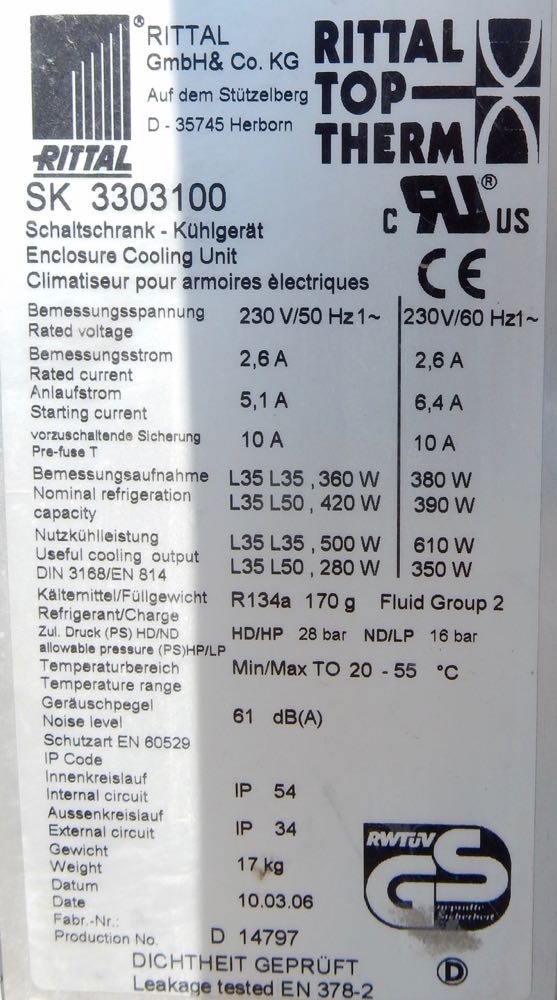 RITTAL
GmbH& Co. KG
Auf dem Stützelberg
D - 35745 Herborn
RITTAL
RITTAL
TOP
THERM
SK 3303100
Schaltschrank - Kühlgerät
Enclosure Cooling Unit
Climatiseur pour armoires èlectriques
C RU ® US
CE
Bemessungsspannung 230 V/50 Hz1~ 230V/60 Hz1~
Rated voltage
Bemessungsstrom 2,6 A 2,6 A
Rated current
Anlaufstrom 5,1 A 6,4 A
Starting current
vorzuschaltende Sicherung 10 A 10 A
Pre-fuse T
Bemessungsaufnahme L35 L35 , 360 W 380 W
Nominal refrigeration L35 L50 , 420 W 390 W
capacity
Nutzkühlleistung L35 L35, 500 W 610 W
Useful cooling output L35 L50, 280 W 350 W
DIN 3168/EN 814
Kältemittel/Füllgewicht R134a 170 g Fluid Group 2
Refrigerant/Charge
Zul. Druck (PS) HD/ND HD/HP 28 bar ND/LP 16 bar
allowable pressure (PS)HP/LP
Temperaturbereich Min/Max TO 20 - 55 °C
Temperature range
Geräuschpegel 61 dB(A)
Noise level
Schutzart EN 60529
IP Code
Innenkreislauf IP 54
Internal circuit
Aussenkreislauf IP 34
External circuit
Gewicht 17 kg
Weight
Datum 10.03.06
Date
Fabr.-Nr.: D 14797
Production No.
RWTÜV
GS
geprüfte
Sicherheit
DICHTHEIT GEPRÜFT
Leakage tested EN 378-2
D